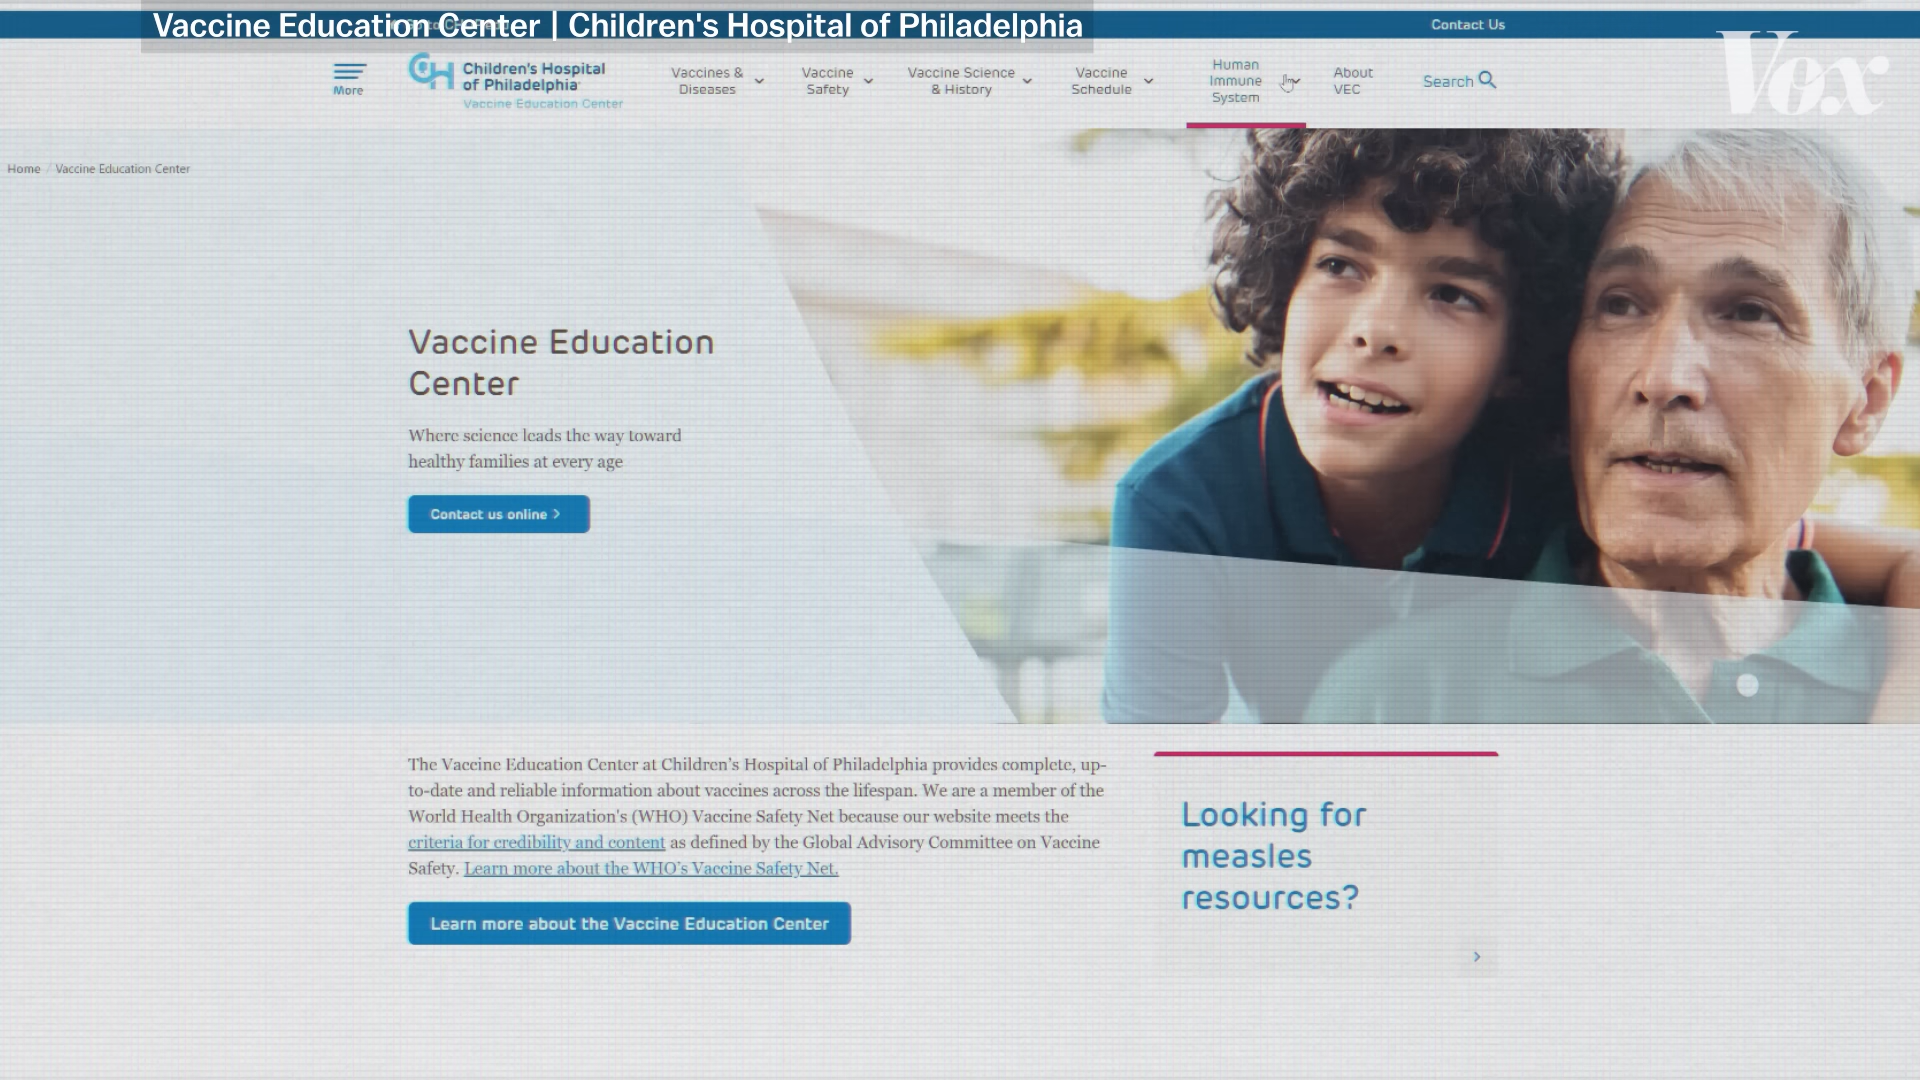 Vaccine Education Center | Children's Hospital of Philadelphia
Contact Us
Vox
More
CH
Children's Hospital
of Philadelphia
Vaccine Education Center
Vaccines &
Diseases
Vaccine
Safety
Vaccine Science
& History
Vaccine
Schedule
Human
Immune
System
About
VEC
Search
Home / Vaccine Education Center
Vaccine Education
Center
Where science leads the way toward
healthy families at every age
Contact us online >
The Vaccine Education Center at Children's Hospital of Philadelphia provides complete, up-
to-date and reliable information about vaccines across the lifespan. We are a member of the
World Health Organization's (WHO) Vaccine Safety Net because our website meets the
criteria for credibility and content as defined by the Global Advisory Committee on Vaccine
Safety. Learn more about the WHO's Vaccine Safety Net.
Learn more about the Vaccine Education Center
Looking for
measles
resources?